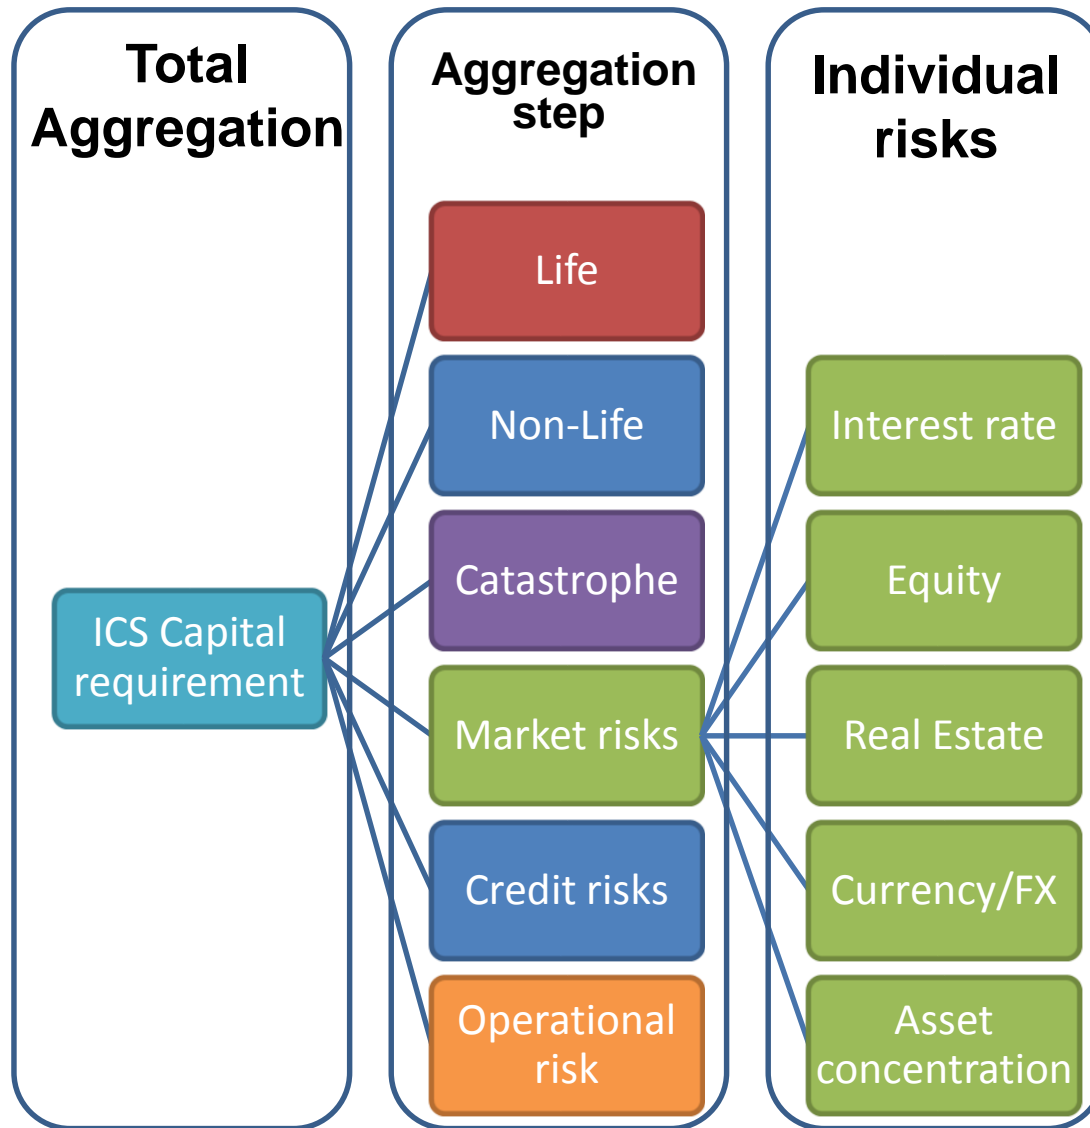 Total
Aggregation
Aggregation
step
Individual
risks
ICS Capital
requirement
Life
Non-Life
Catastrophe
Market risks
Credit risks
Operational
risk
Interest rate
Equity
Real Estate
Currency/FX
Asset
concentration